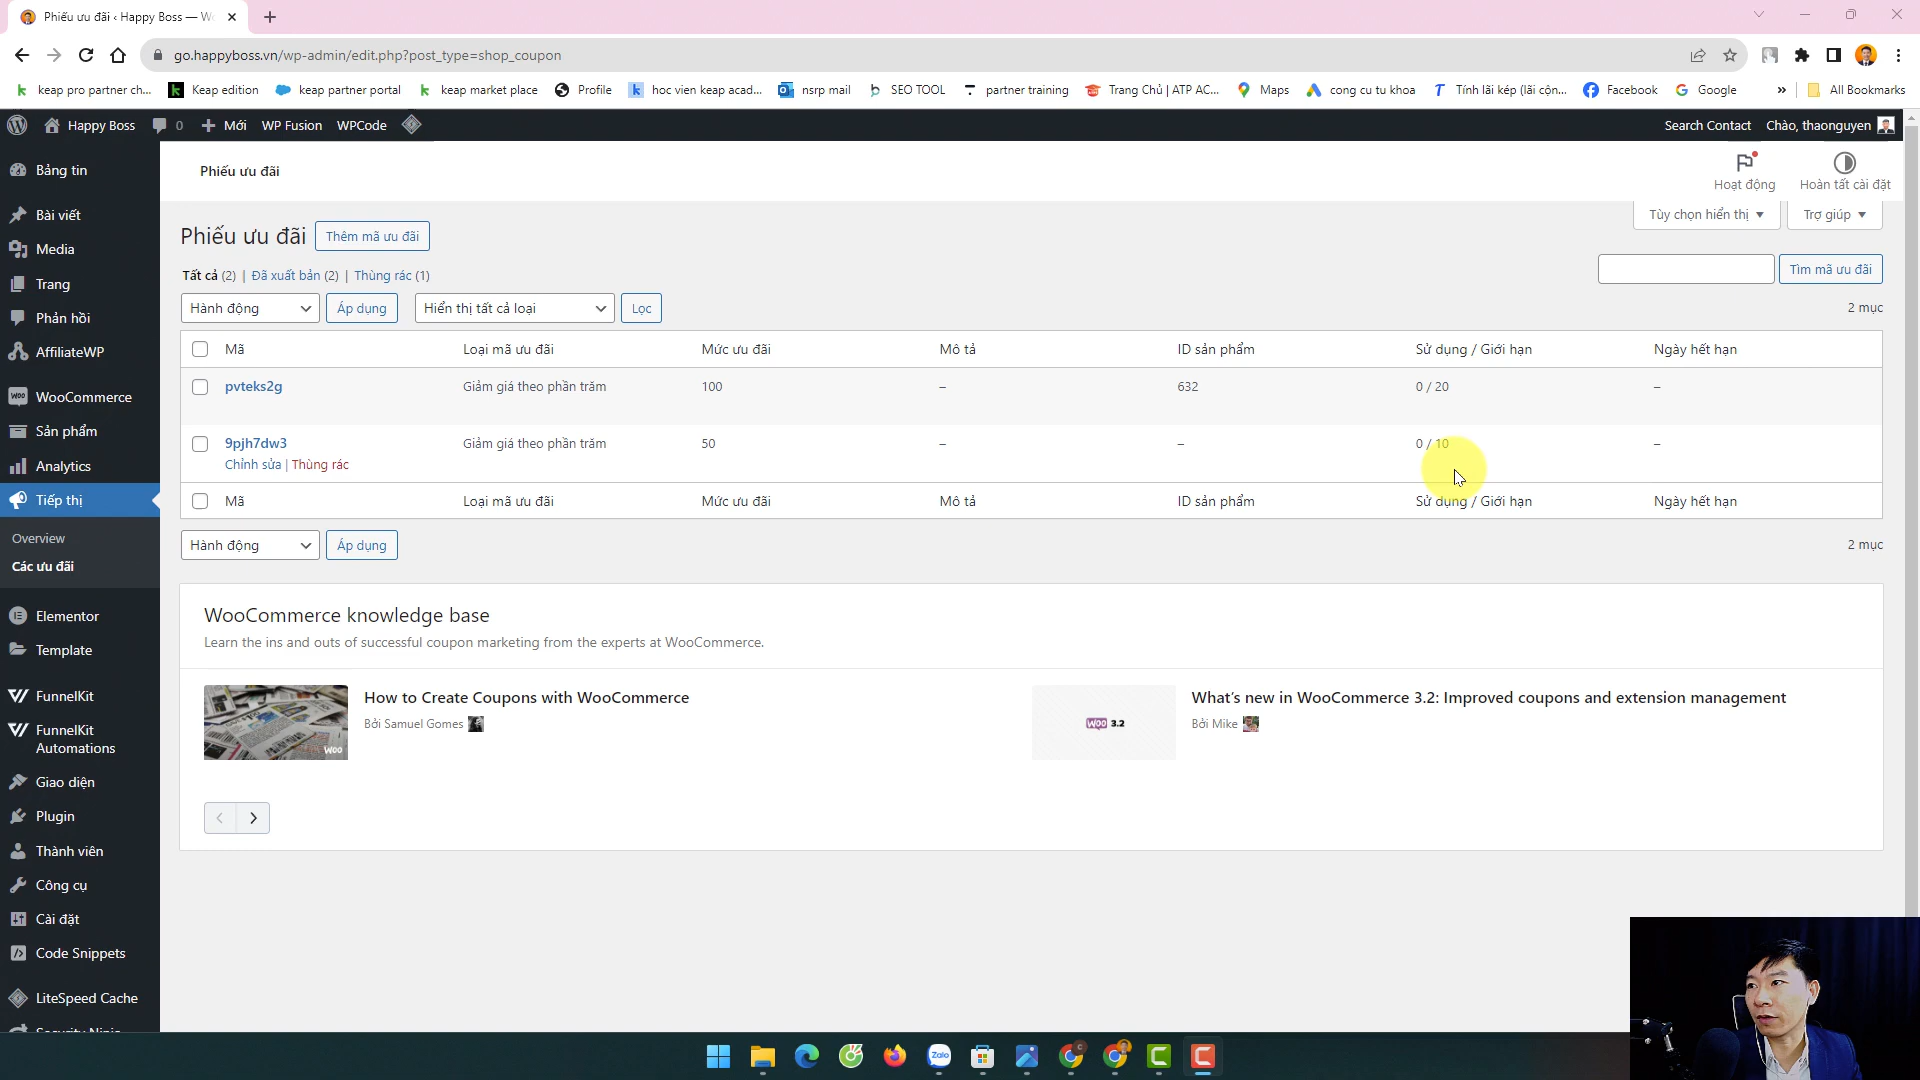 Phiếu ưu đãi ‹ Happy Boss — W
go.happyboss.vn/wp-admin/edit.php?post_type=shop_coupon
keap pro partner ch... Keap edition keap partner portal keap market place Profile hoc vien keap acad... nsrp mail SEO TOOL partner training Trang Chủ | ATP AC... Maps cong cu tu khoa Tính lãi kép (lãi cộn... Facebook Google » All Bookmarks
Happy Boss 0 Mới WP Fusion WPCode Search Contact Chào, thaonguyen
Bảng tin
Bài viết
Media
Trang
Phản hồi
AffiliateWP
WooCommerce
Sản phẩm
Analytics
Tiếp thị
Overview
Các ưu đãi
Elementor
Template
FunnelKit
FunnelKit
Automations
Giao diện
Plugin
Thành viên
Công cụ
Cài đặt
Code Snippets
LiteSpeed Cache
Phiếu ưu đãi
Hoạt động Hoàn tất cài đặt
Tùy chọn hiển thị Trợ giúp
Phiếu ưu đãi Thêm mã ưu đãi
Tất cả (2) | Đã xuất bản (2) | Thùng rác (1)
Tìm mã ưu đãi
Hành động Áp dụng Hiển thị tất cả loại Lọc 2 mục
Mã Loại mã ưu đãi Mức ưu đãi Mô tả ID sản phẩm Sử dụng / Giới hạn Ngày hết hạn
pvteks2g Giảm giá theo phần trăm 100 – 632 0 / 20 –
9pjh7dw3 Giảm giá theo phần trăm 50 – – 0 / 10 –
Chỉnh sửa | Thùng rác
Mã Loại mã ưu đãi Mức ưu đãi Mô tả ID sản phẩm Sử dụng / Giới hạn Ngày hết hạn
Hành động Áp dụng 2 mục
WooCommerce knowledge base
Learn the ins and outs of successful coupon marketing from the experts at WooCommerce.
How to Create Coupons with WooCommerce
Bởi Samuel Gomes
woo
What's new in WooCommerce 3.2: Improved coupons and extension management
Bởi Mike
WOO 3.2
Zalo